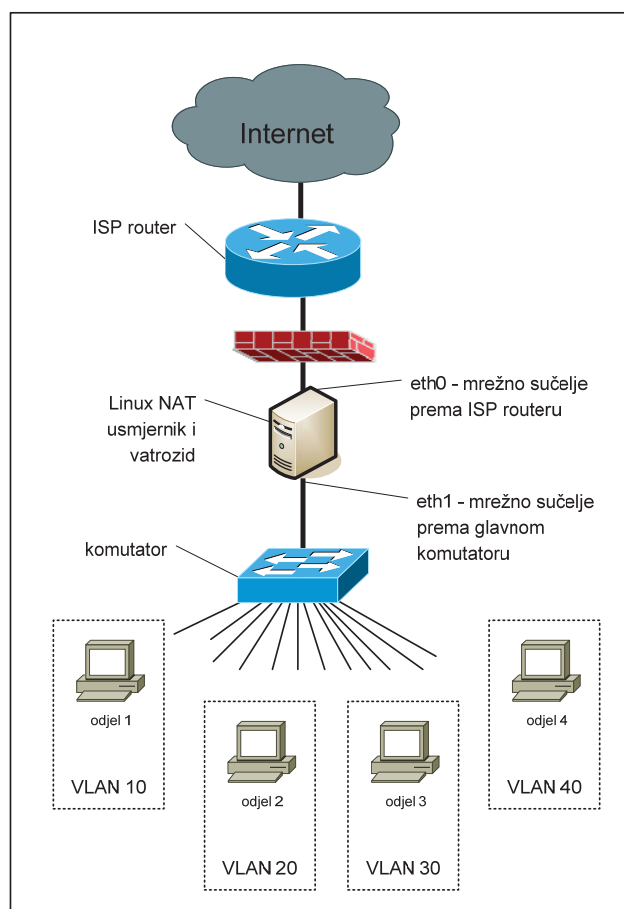 Internet
ISP router
eth0 - mrežno sučelje
prema ISP routeru
Linux NAT
usmjernik i
vatrozid
eth1 - mrežno sučelje
prema glavnom
komutatoru
komutator
odjel 1
VLAN 10
odjel 2
VLAN 20
odjel 3
VLAN 30
odjel 4
VLAN 40